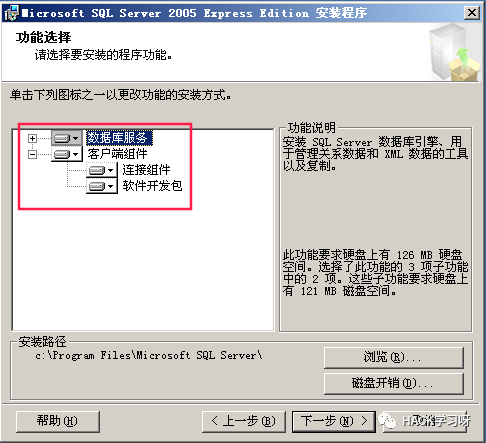 Microsoft SQL Server 2005 Express Edition 安装程序
功能选择
请选择要安装的程序功能。
单击下列图标之一以更改功能的安装方式。
数据库服务
客户端组件
连接组件
软件开发包
功能说明
安装 SQL Server 数据库引擎、用
于管理关系数据和 XML 数据的工具
以及复制。
此功能要求硬盘上有 126 MB 硬盘
空间。选择了此功能的 3 项子功能
中的 2 项。这些子功能要求硬盘上
有 121 MB 磁盘空间。
安装路径
c:\Program Files\Microsoft SQL Server\
浏览(R)...
磁盘开销(D)...
帮助(H)
< 上一步(B)
下一步(N) >
HACK学习呀